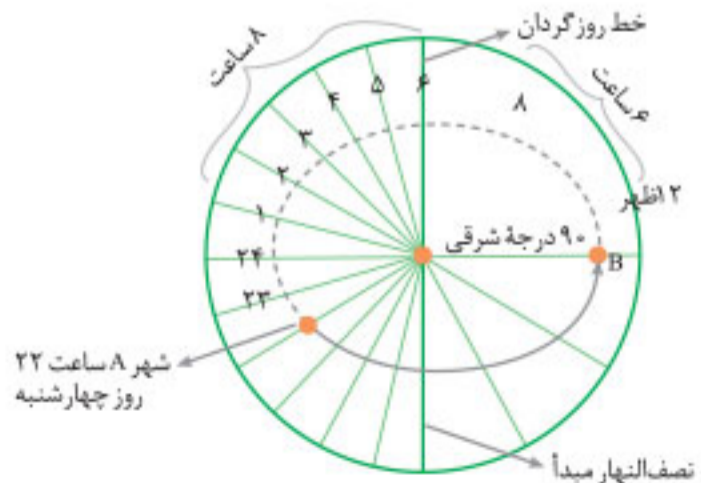 خط روزگردان
۸ ساعت
۶ ساعت
۶
۵
۴
۳
۲
۱
۲۴
۲۳
۸
۱۲ ظهر
۹۰ درجهٔ شرقی
B
شهر A ساعت ۲۲
روز چهارشنبه
نصف‌النهار مبدأ